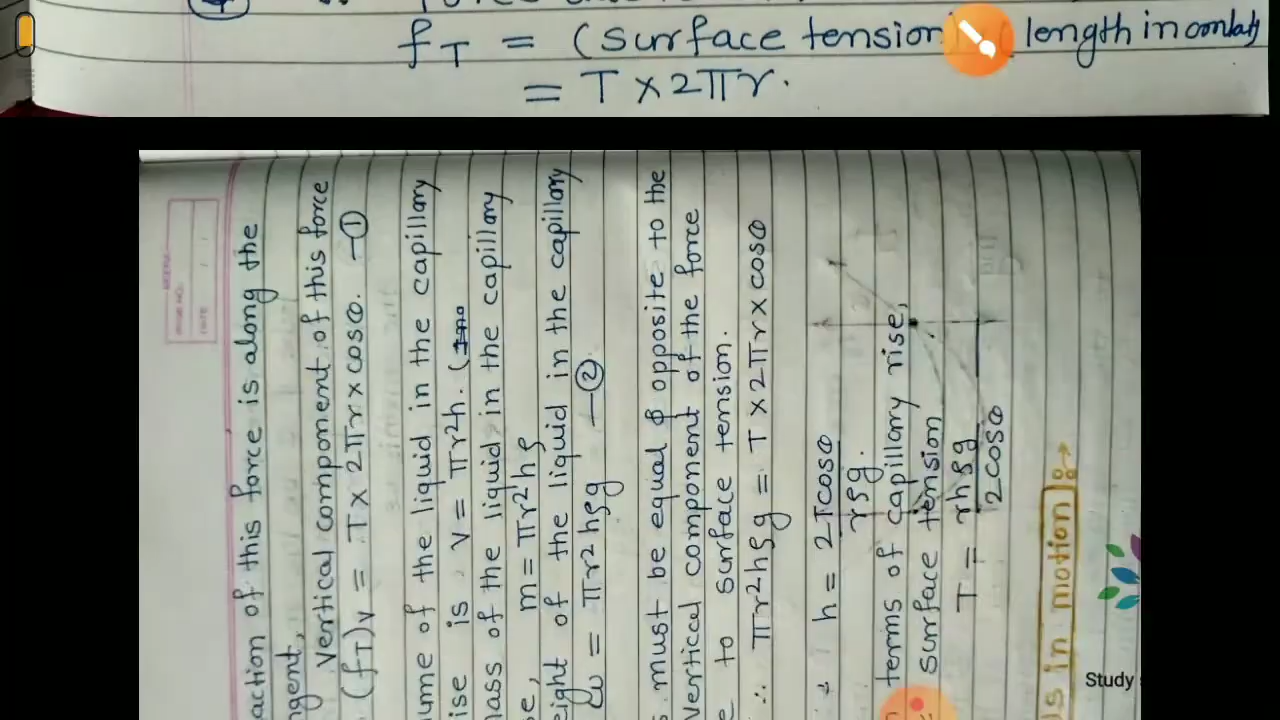 f_T = (surface tension) (length in contact)
= T × 2πr.
action of this force is along the
tangent,
Vertical component of this force
(f_T)v = T × 2πr × cosθ. —①
volume of the liquid in the capillary
rise is v = πr²h.
mass of the liquid in the capillary
m = πr²hρ
weight of the liquid in the capillary
w = πr²hρg —②
must be equal & opposite to the
vertical component of the force
to surface tension.
∴ πr²hρg = T × 2πr × cosθ
∴ h = 2Tcosθ / rρg.
terms of capillary rise,
surface tension
T = rhρg / 2cosθ
in motion :→
Study